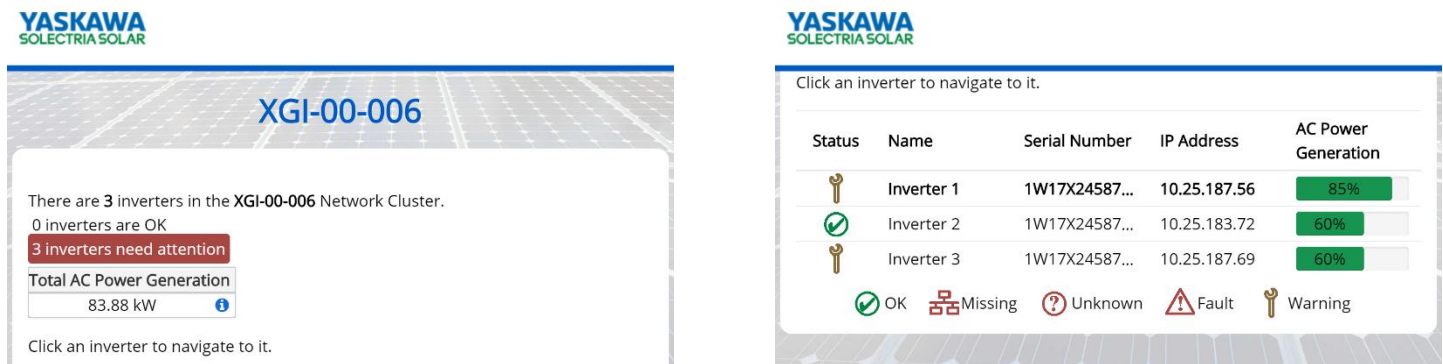 YASKAWA
SOLECTRIA SOLAR
XGI-00-006
There are 3 inverters in the XGI-00-006 Network Cluster.
0 inverters are OK
3 inverters need attention
Total AC Power Generation
83.88 kW
Click an inverter to navigate to it.
YASKAWA
SOLECTRIA SOLAR
Click an inverter to navigate to it.
Status Name Serial Number IP Address AC Power Generation
Inverter 1 1W17X24587... 10.25.187.56 85%
Inverter 2 1W17X24587... 10.25.183.72 60%
Inverter 3 1W17X24587... 10.25.187.69 60%
OK Missing Unknown Fault Warning